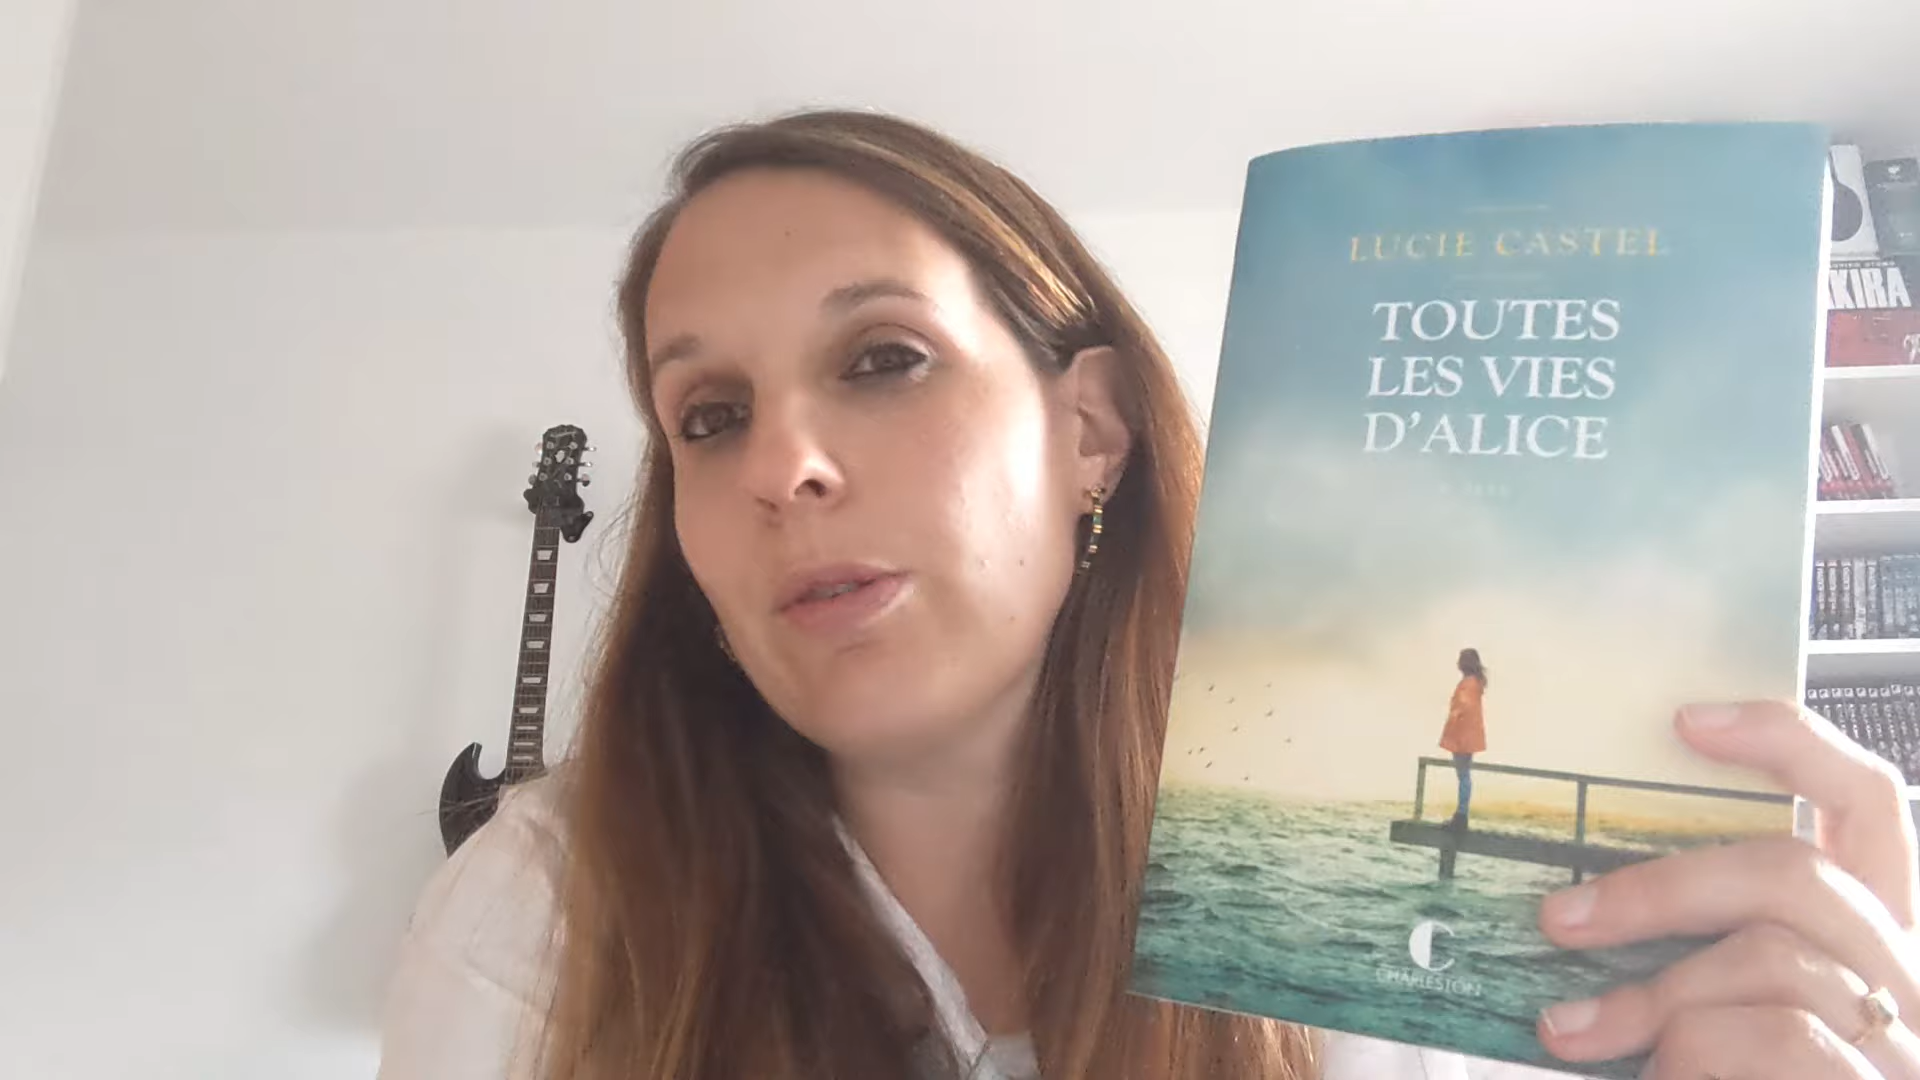 LUCIE CASTEL
TOUTES
LES VIES
D'ALICE
CHARLESTON
AKIRA